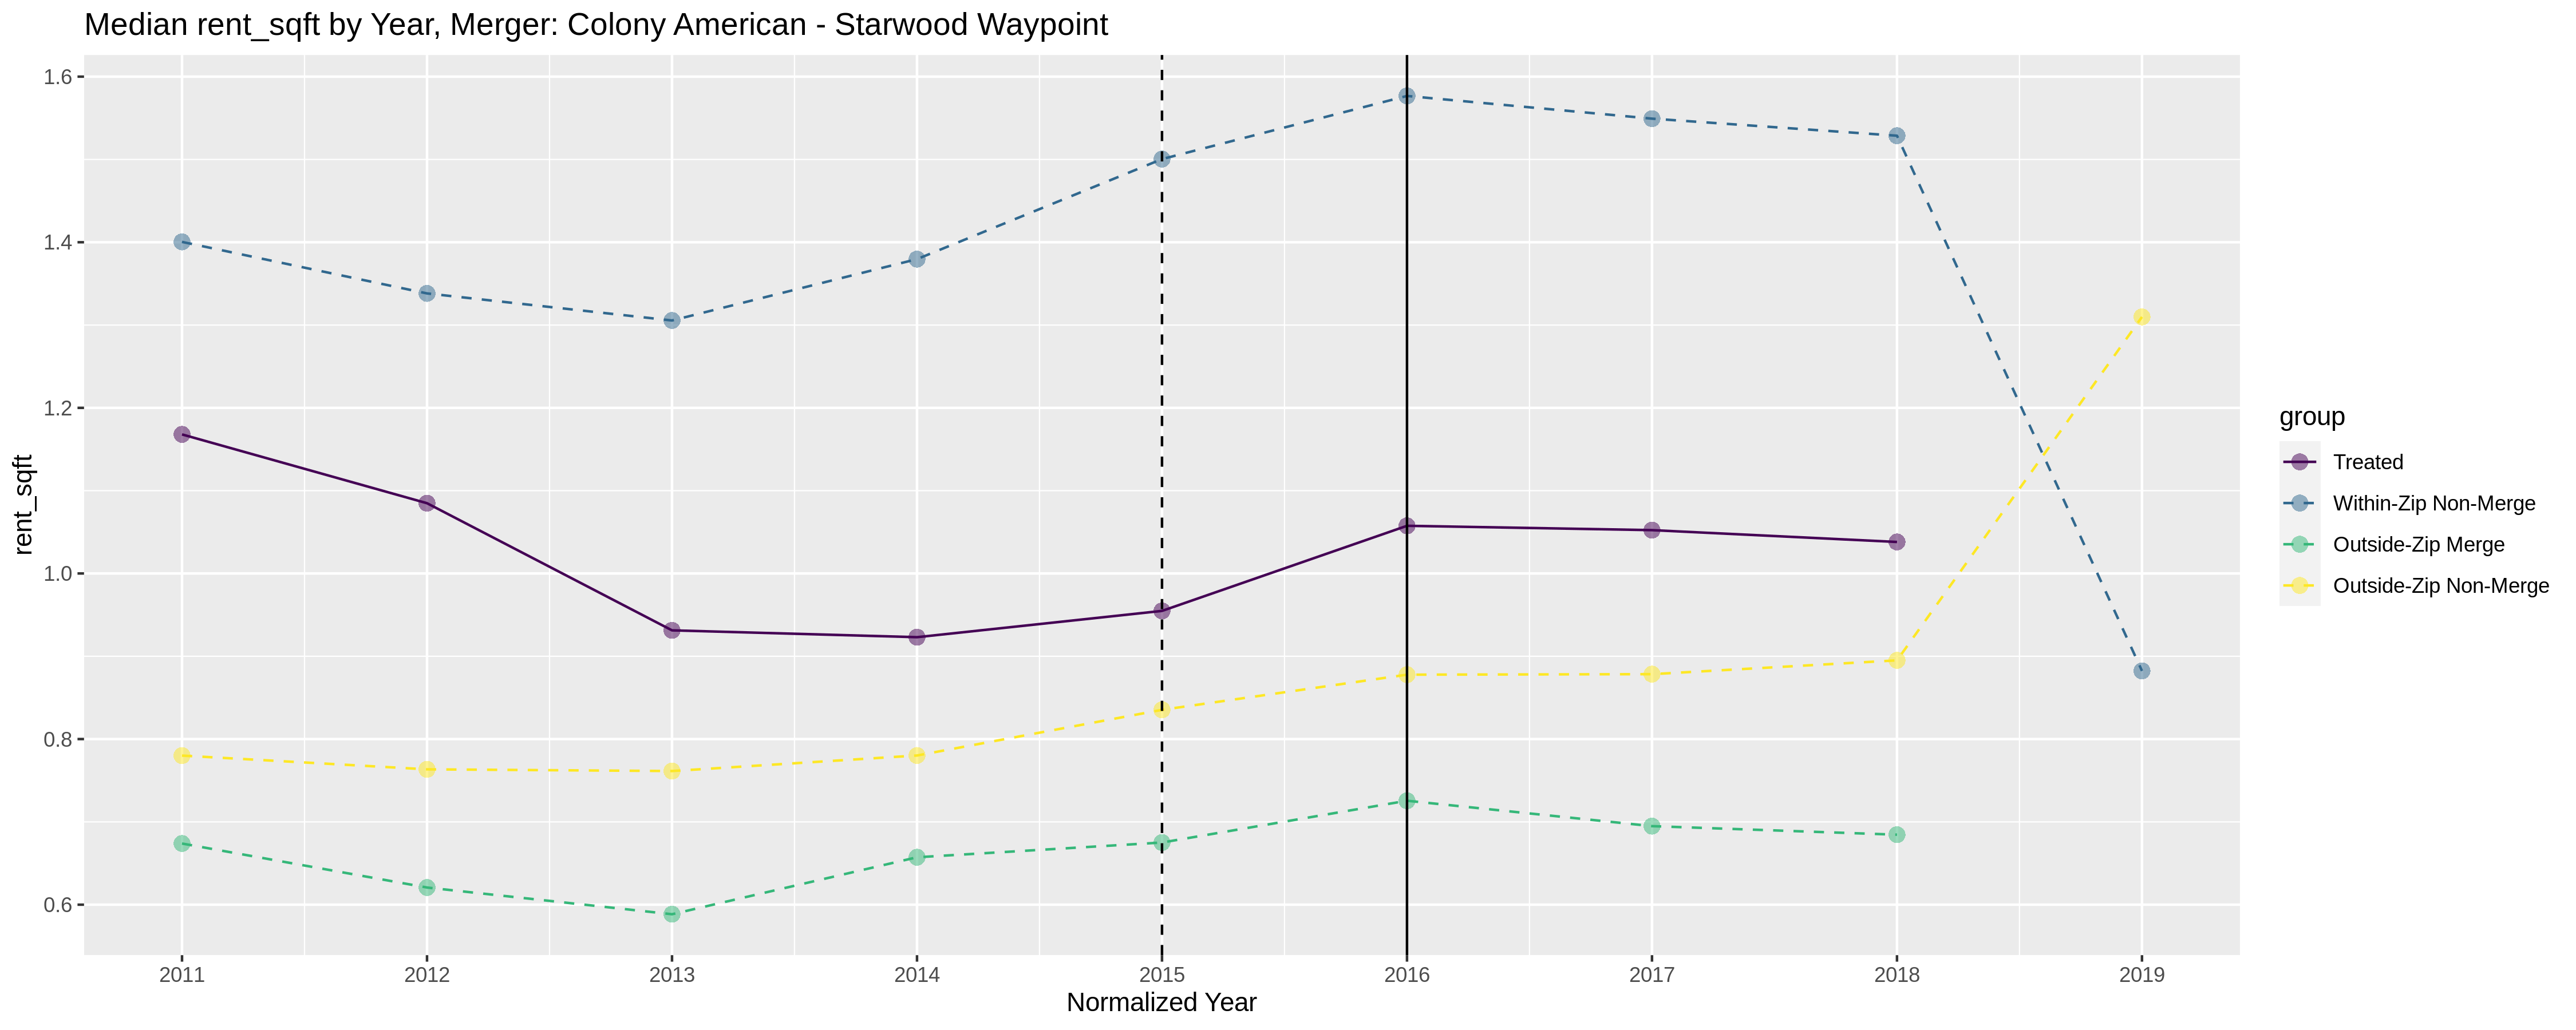 Median rent_sqft by Year, Merger: Colony American - Starwood Waypoint
1.6
1.4
1.2
1.0
0.8
0.6
rent_sqft
2011 2012 2013 2014 2015 2016 2017 2018 2019
Normalized Year
group
Treated
Within-Zip Non-Merge
Outside-Zip Merge
Outside-Zip Non-Merge